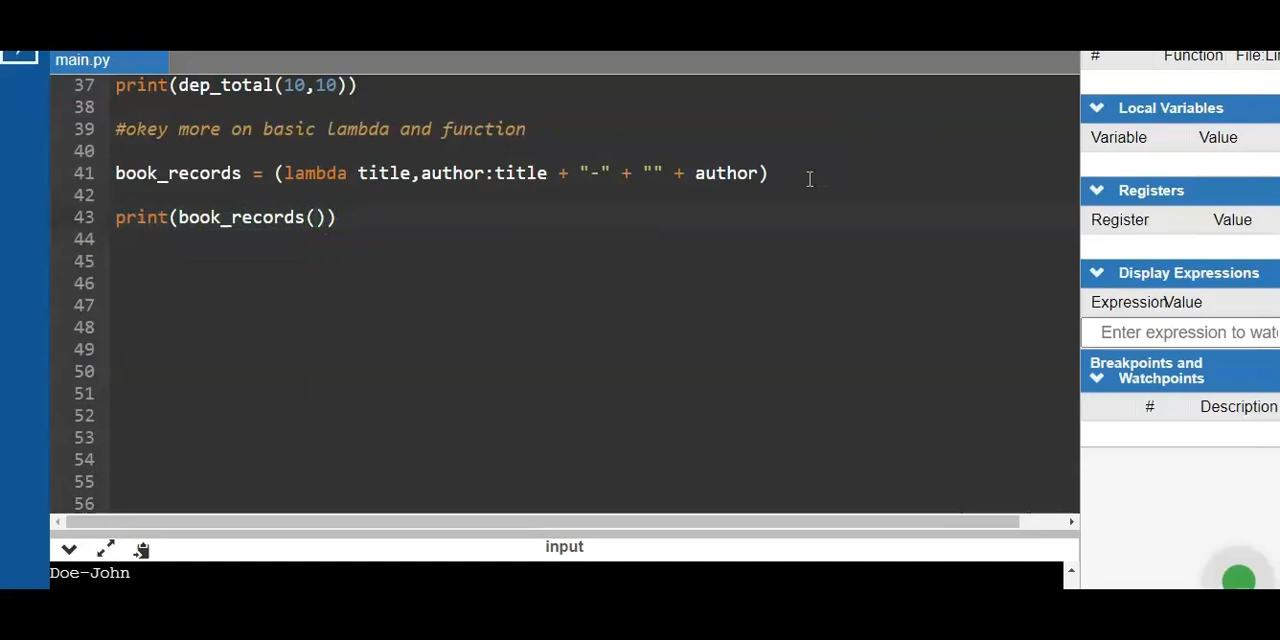 main.py
# Function File:Li
37 print(dep_total(10,10))
38
39 #okey more on basic lambda and function
40
41 book_records = (lambda title,author:title + "-" + "" + author)
42
43 print(book_records())
44
45
46
47
48
49
50
51
52
53
54
55
56
Local Variables
Variable Value
Registers
Register Value
Display Expressions
Expression Value
Enter expression to wat
Breakpoints and
Watchpoints
# Description
input
Doe-John